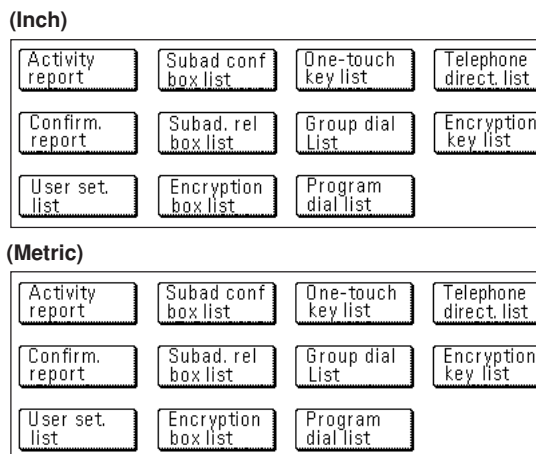 (Inch)
Activity Subad conf One-touch Telephone
report box list key list direct. list
Confirm. Subad. rel Group dial Encryption
report box list List key list
User set. Encryption Program
list box list dial list
(Metric)
Activity Subad conf One-touch Telephone
report box list key list direct. list
Confirm. Subad. rel Group dial Encryption
report box list List key list
User set. Encryption Program
list box list dial list